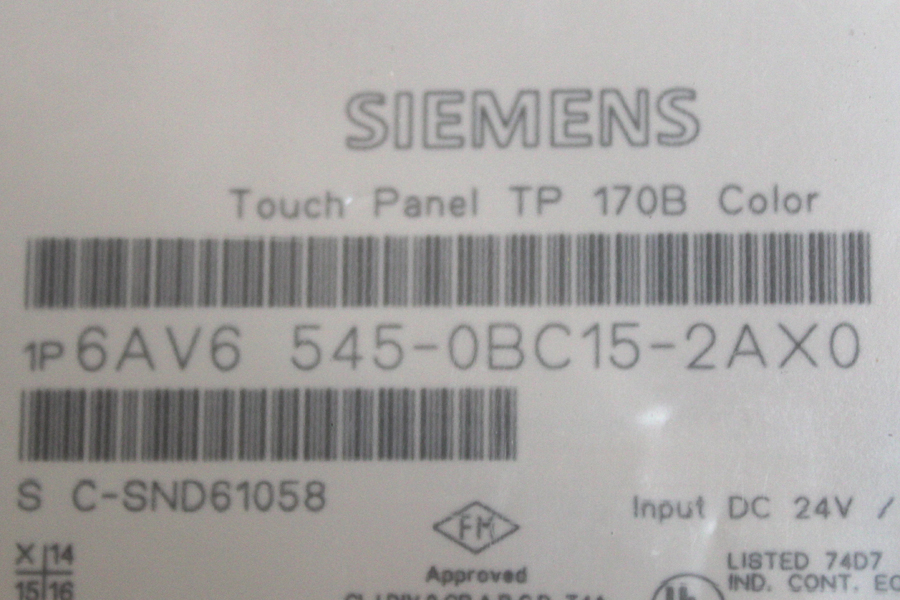 SIEMENS
Touch Panel TP 170B Color
1P 6AV6 545-0BC15-2AX0
S C-SND61058
Input DC 24V /
FM
Approved
X 14
15 16
LISTED 74D7
IND. CONT. EQ
UL